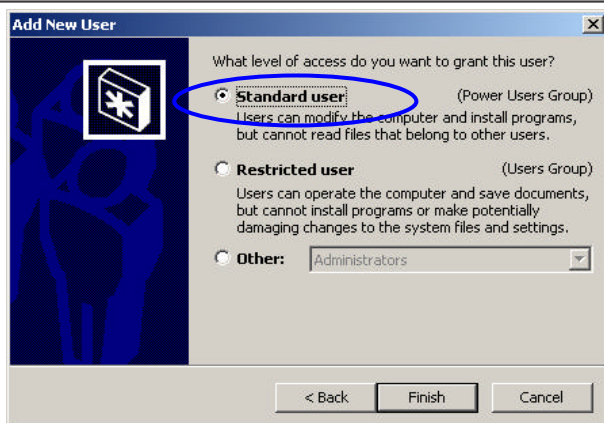 Add New User
What level of access do you want to grant this user?
Standard user (Power Users Group)
Users can modify the computer and install programs,
but cannot read files that belong to other users.
Restricted user (Users Group)
Users can operate the computer and save documents,
but cannot install programs or make potentially
damaging changes to the system files and settings.
Other: Administrators
< Back Finish Cancel